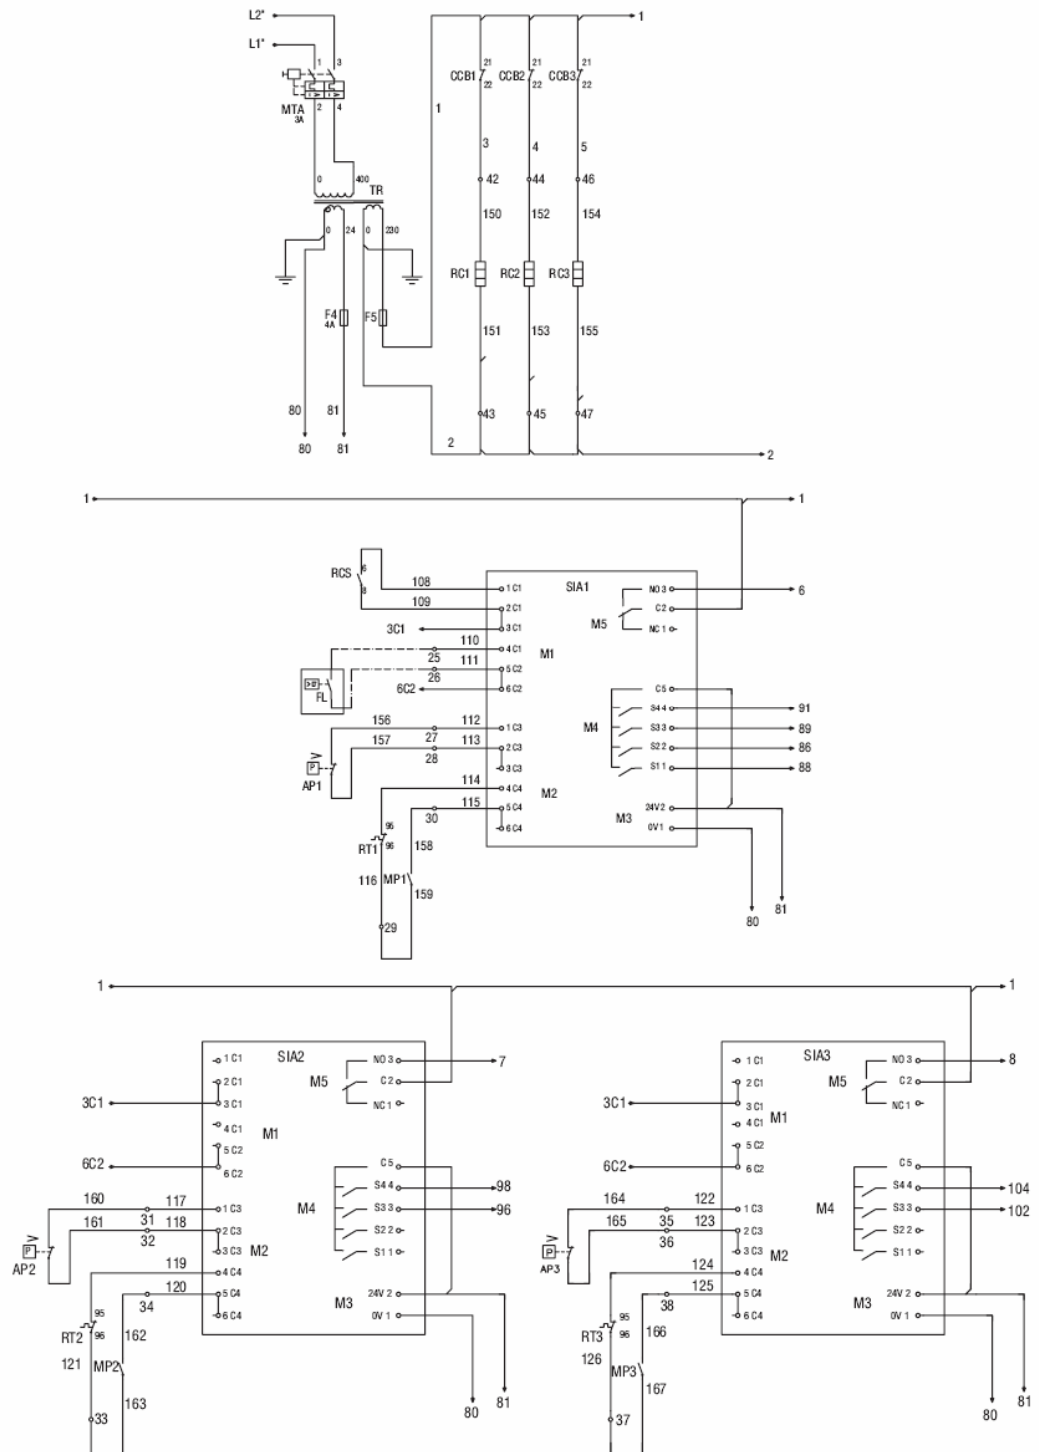 L2*
1
L1*
1 3
21 21 21
CCB1 CCB2 CCB3
22 22 22
MTA 2 4
3A
1
3 4 5
0 400
TR
42 44 46
150 152 154
0 24 0 230
RC1 RC2 RC3
F4 F5
4A
151 153 155
80 81
43 45 47
80 81
2
2
1 1
RCS 6
8
108 1 C1 SIA1 NO 3 6
109 2 C1 C2
3C1 3 C1 M5 NC 1
110 4 C1 M1
25
111 5 C2
26
FL
6C2 6 C2 C5
S4 4 91
156 112 1 C3 M4 S3 3 89
27
157 113 2 C3 S2 2 86
28
V
P
AP1
3 C3 S1 1 88
114 4 C4 M2
115 5 C4 24V 2
30
M3
6 C4 0V 1
95
RT1 96
158
116 MP1 159
29
80 81
1 1
1 C1 SIA2 NO 3 7
2 C1 M5 C 2
3C1 3 C1 NC 1
4 C1 M1
5 C2
6C2 6 C2 C 5
S4 4 98
160 117 1 C3 M4 S3 3 96
31
161 118 2 C3 S2 2
32
V
P
AP2
3 C3 M2 S1 1
119 4 C4
120 5 C4 24V 2
34
M3
6 C4 0V 1
95
RT2 96
162
121 MP2
163
33
80 81
1 C1 SIA3 NO 3 8
2 C1 M5 C 2
3C1 3 C1 NC 1
4 C1 M1
5 C2
6C2 6 C2 C 5
S4 4 104
164 122 1 C3 M4 S3 3 102
35
165 123 2 C3 S2 2
36
V
P
AP3
3 C3 M2 S1 1
124 4 C4
125 5 C4 24V 2
38
M3
6 C4 0V 1
95
RT3 96
166
126 MP3
167
37
80 81